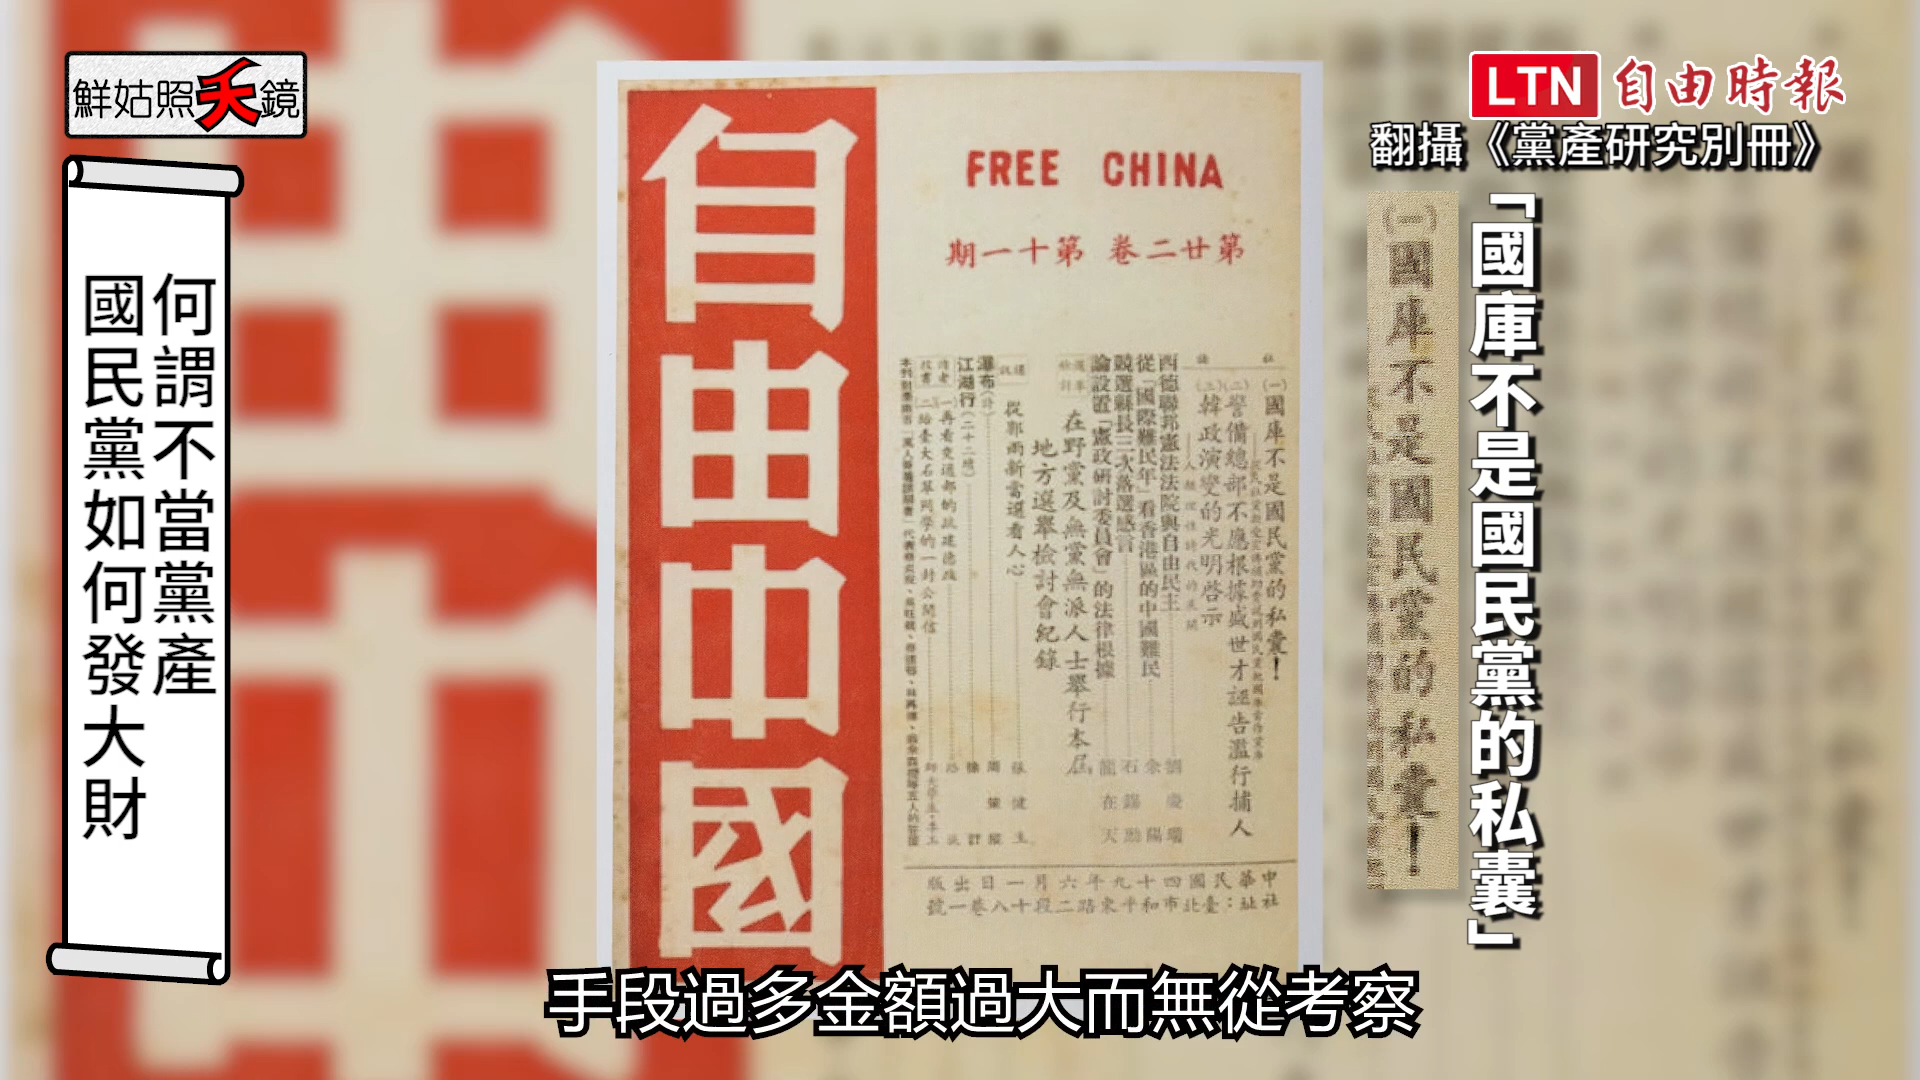 鮮姑照夭鏡
何謂不當黨產
國民黨如何發大財
LTN 自由時報
翻攝《黨產研究別冊》
「國庫不是國民黨的私囊」
(一)國庫不是國民黨的私囊！
自由中國
FREE CHINA
期一十第 卷二廿第
社
論
(一)國庫不是國民黨的私囊！
(二)警備總部不應根據盛世才誣告濫行捕人
(三)韓政演變的光明啓示
西德聯邦憲法法院與自由民主
從「國際難民年」看香港區的中國難民
競選縣長三次落選感言
論設置「憲政研討委員會」的法律根據
在野黨及無黨無派人士舉行本屆
地方選舉檢討會紀錄
從郭雨新當選看人心
瀑布(詩)
江湖行(二十二續)
版出日一月六年九十四國民華中
號一巷八十段二路東平和市北臺：址社
手段過多金額過大而無從考察